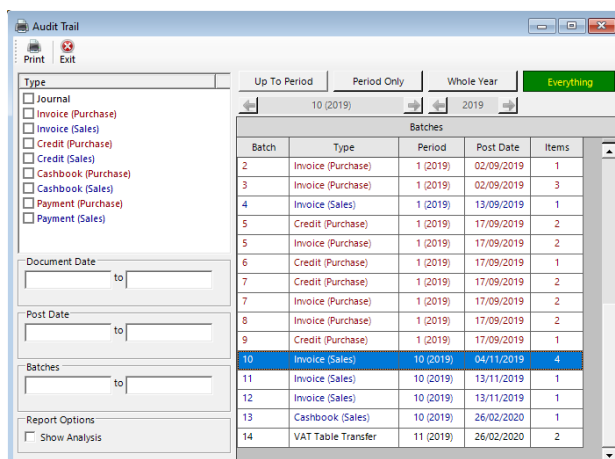 Audit Trail
Print Exit
Type
Journal
Invoice (Purchase)
Invoice (Sales)
Credit (Purchase)
Credit (Sales)
Cashbook (Purchase)
Cashbook (Sales)
Payment (Purchase)
Payment (Sales)
Document Date
to
Post Date
to
Batches
to
Report Options
Show Analysis
Up To Period Period Only Whole Year Everything
10 (2019) 2019
Batches
Batch Type Period Post Date Items
2 Invoice (Purchase) 1 (2019) 02/09/2019 1
3 Invoice (Purchase) 1 (2019) 02/09/2019 3
4 Invoice (Sales) 1 (2019) 13/09/2019 1
5 Credit (Purchase) 1 (2019) 17/09/2019 2
5 Invoice (Purchase) 1 (2019) 17/09/2019 2
6 Credit (Purchase) 1 (2019) 17/09/2019 1
7 Credit (Purchase) 1 (2019) 17/09/2019 2
7 Invoice (Purchase) 1 (2019) 17/09/2019 2
8 Invoice (Purchase) 1 (2019) 17/09/2019 2
9 Credit (Purchase) 1 (2019) 17/09/2019 1
10 Invoice (Sales) 10 (2019) 04/11/2019 4
11 Invoice (Sales) 10 (2019) 13/11/2019 1
12 Invoice (Sales) 10 (2019) 13/11/2019 1
13 Cashbook (Sales) 10 (2019) 26/02/2020 1
14 VAT Table Transfer 11 (2019) 26/02/2020 2